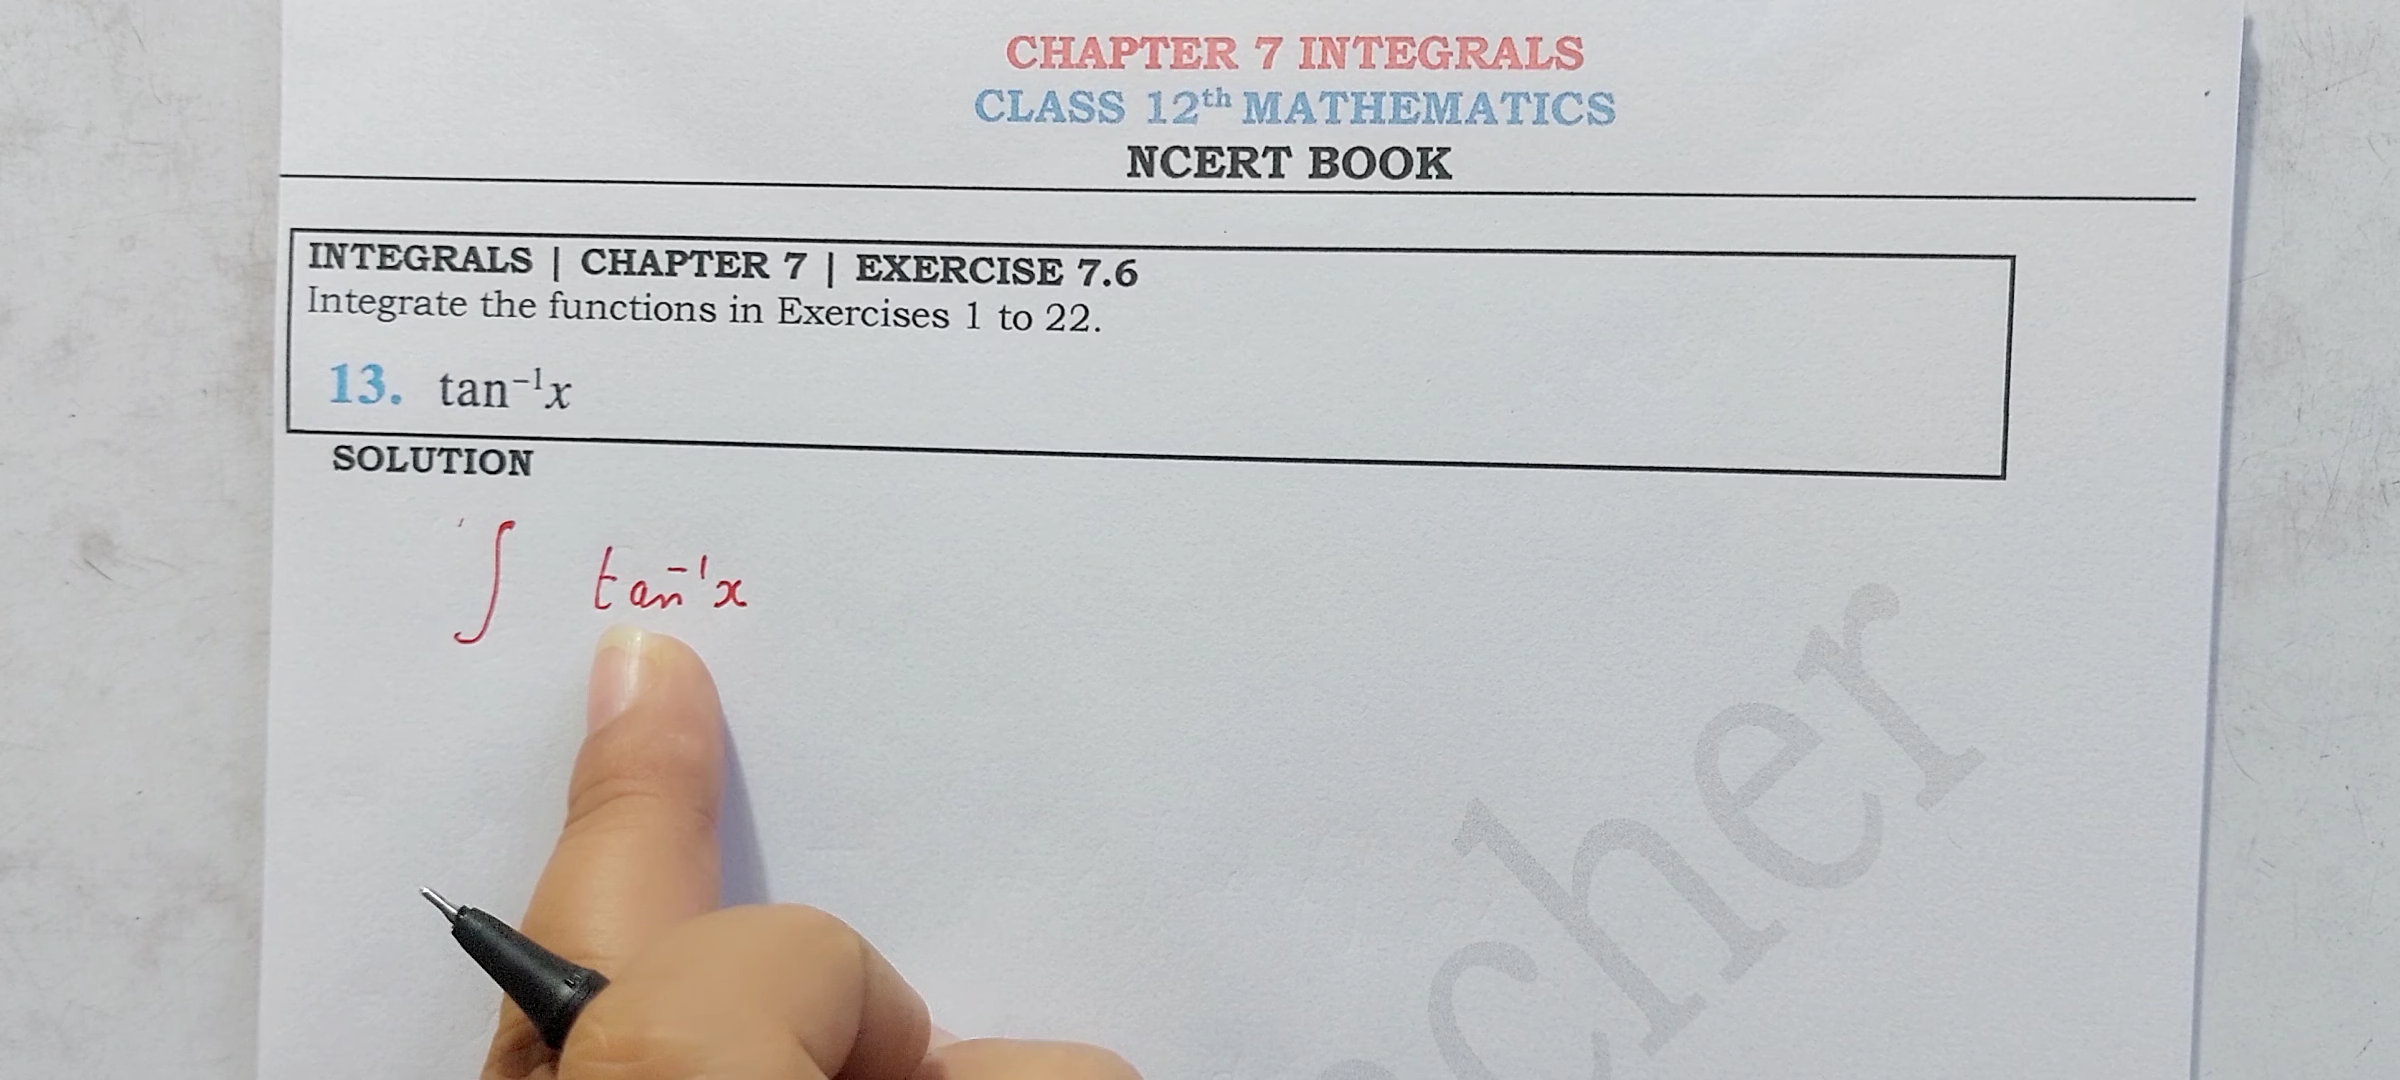 CHAPTER 7 INTEGRALS
CLASS 12th MATHEMATICS
NCERT BOOK
INTEGRALS | CHAPTER 7 | EXERCISE 7.6
Integrate the functions in Exercises 1 to 22.
13. tan⁻¹x
SOLUTION
∫ tan⁻¹x
cher